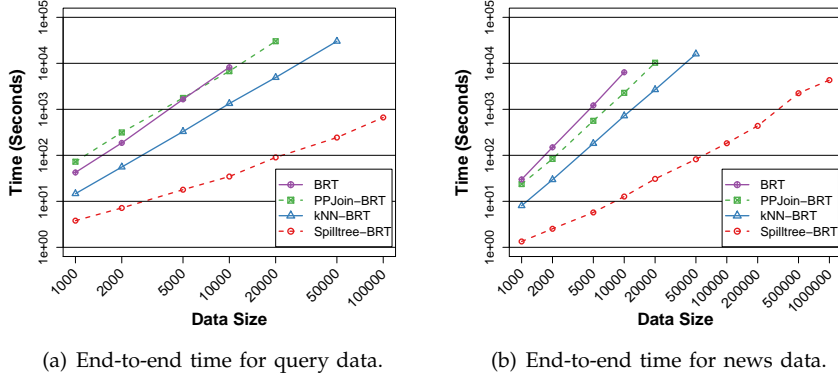 1e+05
1e+04
1e+03
1e+02
1e+01
1e+00
Time (Seconds)
BRT
PPJoin−BRT
kNN−BRT
Spilltree−BRT
1000
2000
5000
10000
20000
50000
100000
Data Size
(a) End-to-end time for query data.
1e+05
1e+04
1e+03
1e+02
1e+01
1e+00
Time (Seconds)
BRT
PPJoin−BRT
kNN−BRT
Spilltree−BRT
1000
2000
5000
10000
20000
50000
100000
200000
500000
1000000
Data Size
(b) End-to-end time for news data.